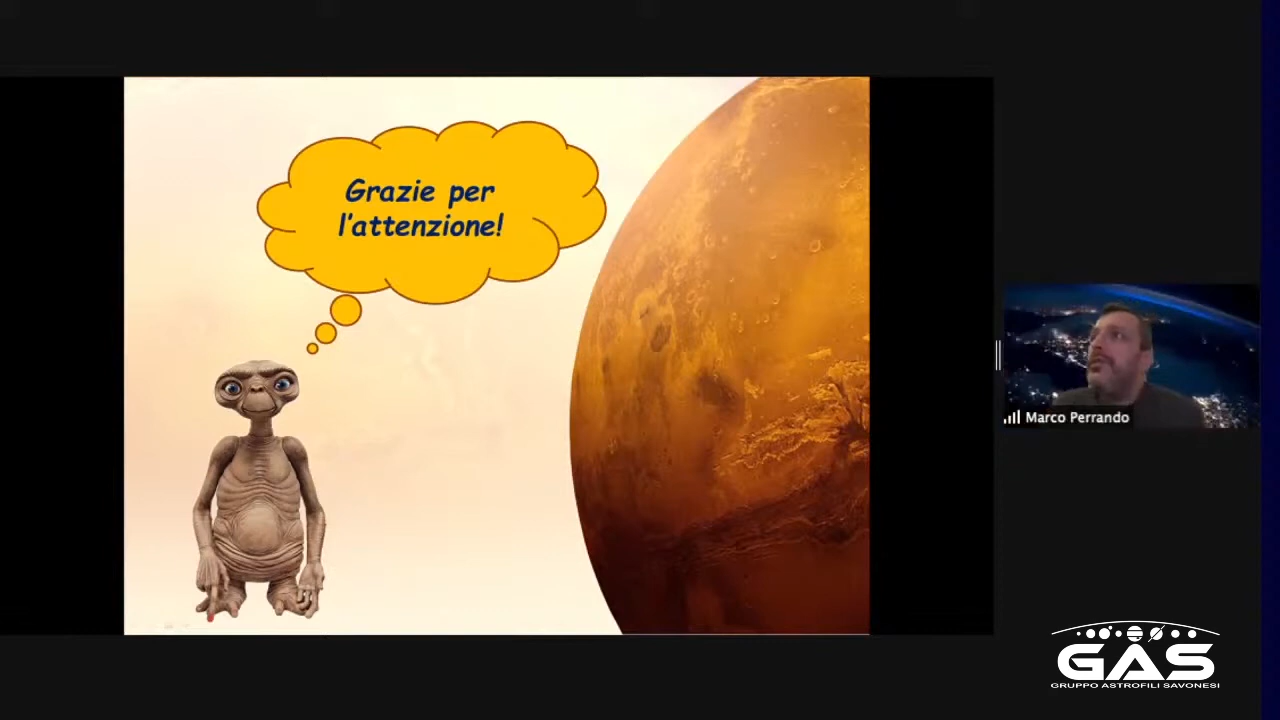 Grazie per
l'attenzione!
Marco Perrando
GAS
GRUPPO ASTROFILI SAVONESI